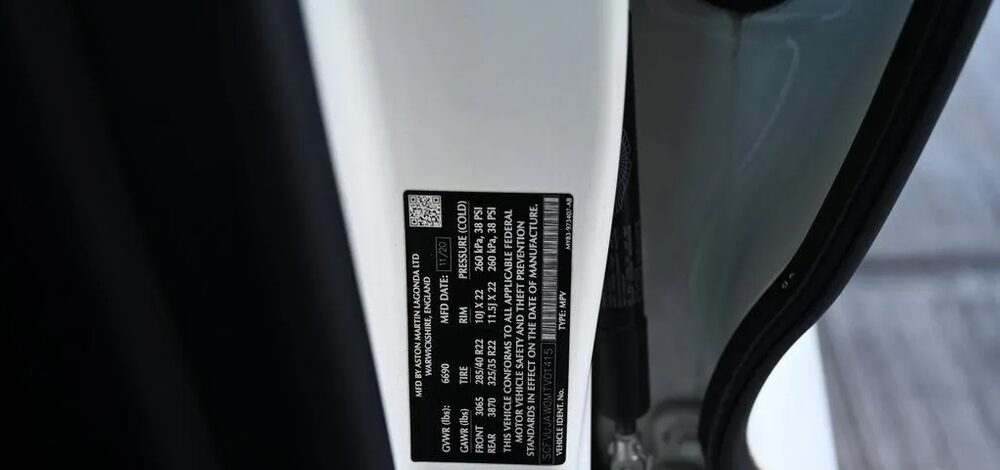 MFD BY ASTON MARTIN LAGONDA LTD
WARWICKSHIRE, ENGLAND
GVWR (lbs): 6690 MFD DATE: 11/20
GAWR (lbs) TIRE RIM PRESSURE (COLD)
FRONT 3065 285/40 R22 10J X 22 260 kPa, 38 PSI
REAR 3870 325/35 R22 11.5J X 22 260 kPa, 38 PSI
THIS VEHICLE CONFORMS TO ALL APPLICABLE FEDERAL
MOTOR VEHICLE SAFETY AND THEFT PREVENTION
STANDARDS IN EFFECT ON THE DATE OF MANUFACTURE.
SCFVUJAW0MTV01415
VEHICLE IDENT. No. TYPE: MPV
MY83-973407-AB